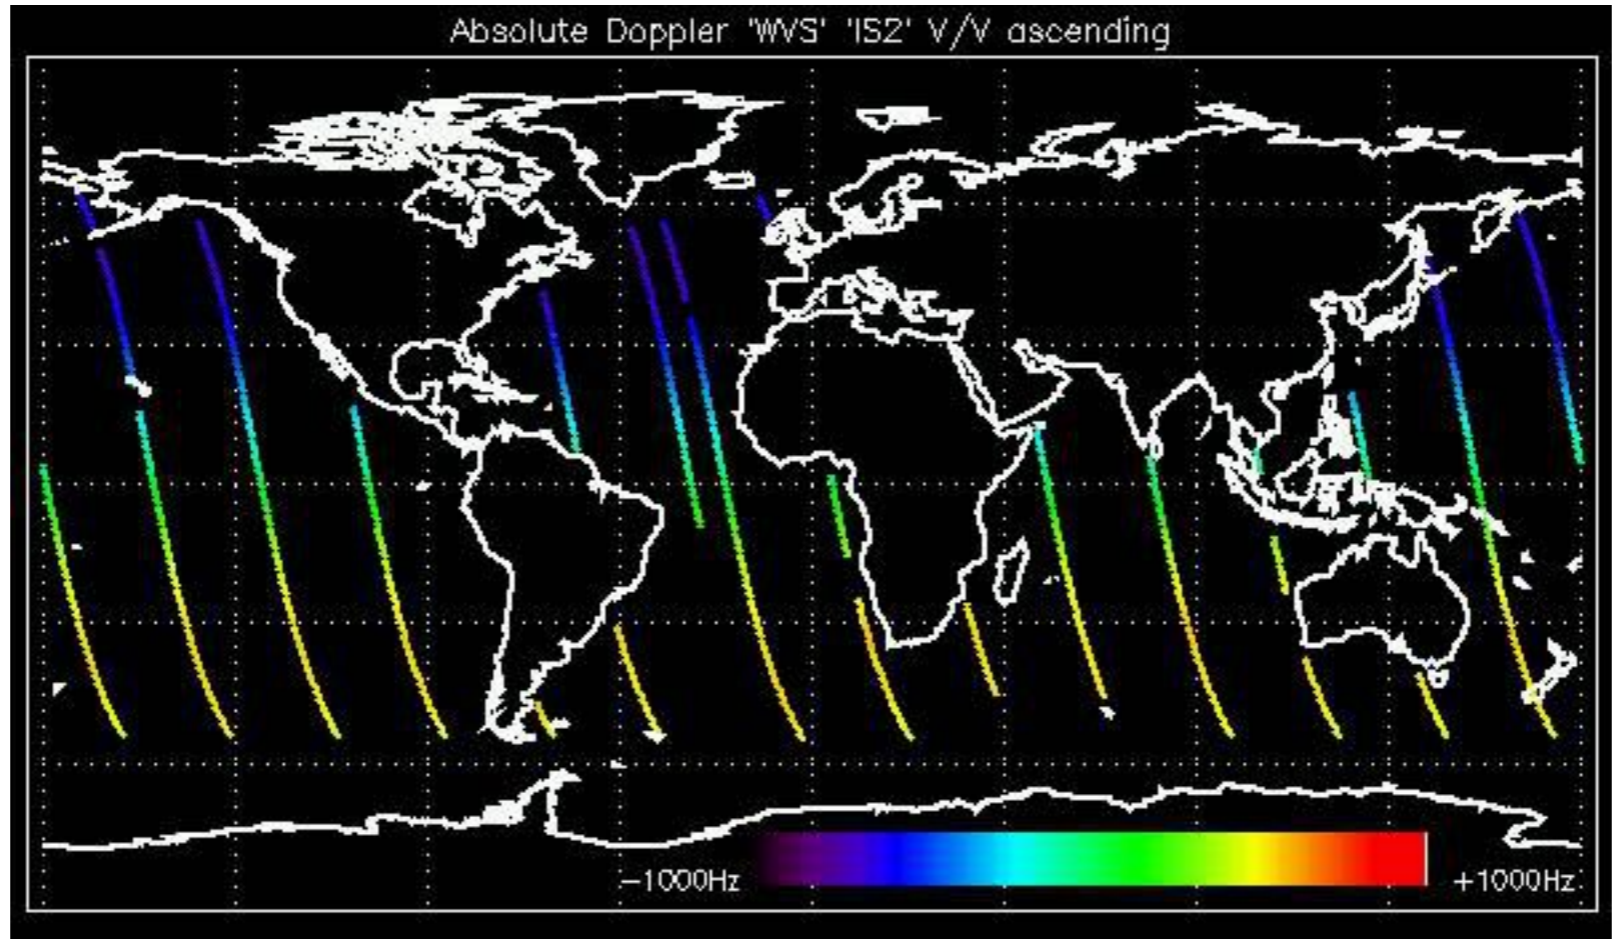 Absolute Doppler 'WVS' 'IS2' V/V ascending
−1000Hz +1000Hz